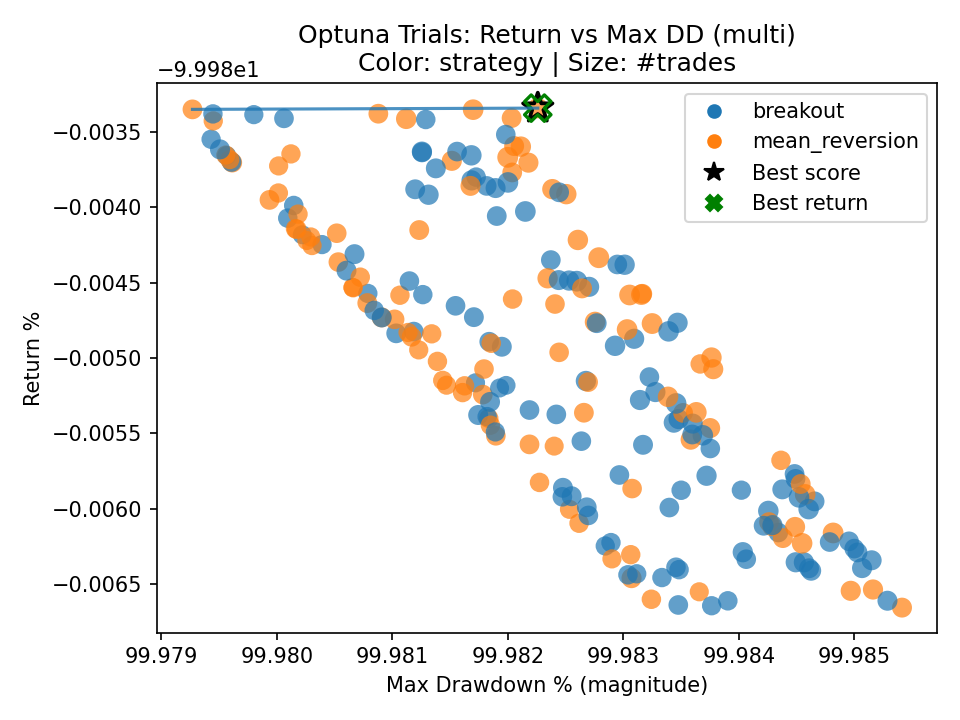 Optuna Trials: Return vs Max DD (multi)
Color: strategy | Size: #trades
−9.998e1
−0.0035
−0.0040
−0.0045
−0.0050
−0.0055
−0.0060
−0.0065
Return %
breakout
mean_reversion
Best score
Best return
99.979
99.980
99.981
99.982
99.983
99.984
99.985
Max Drawdown % (magnitude)